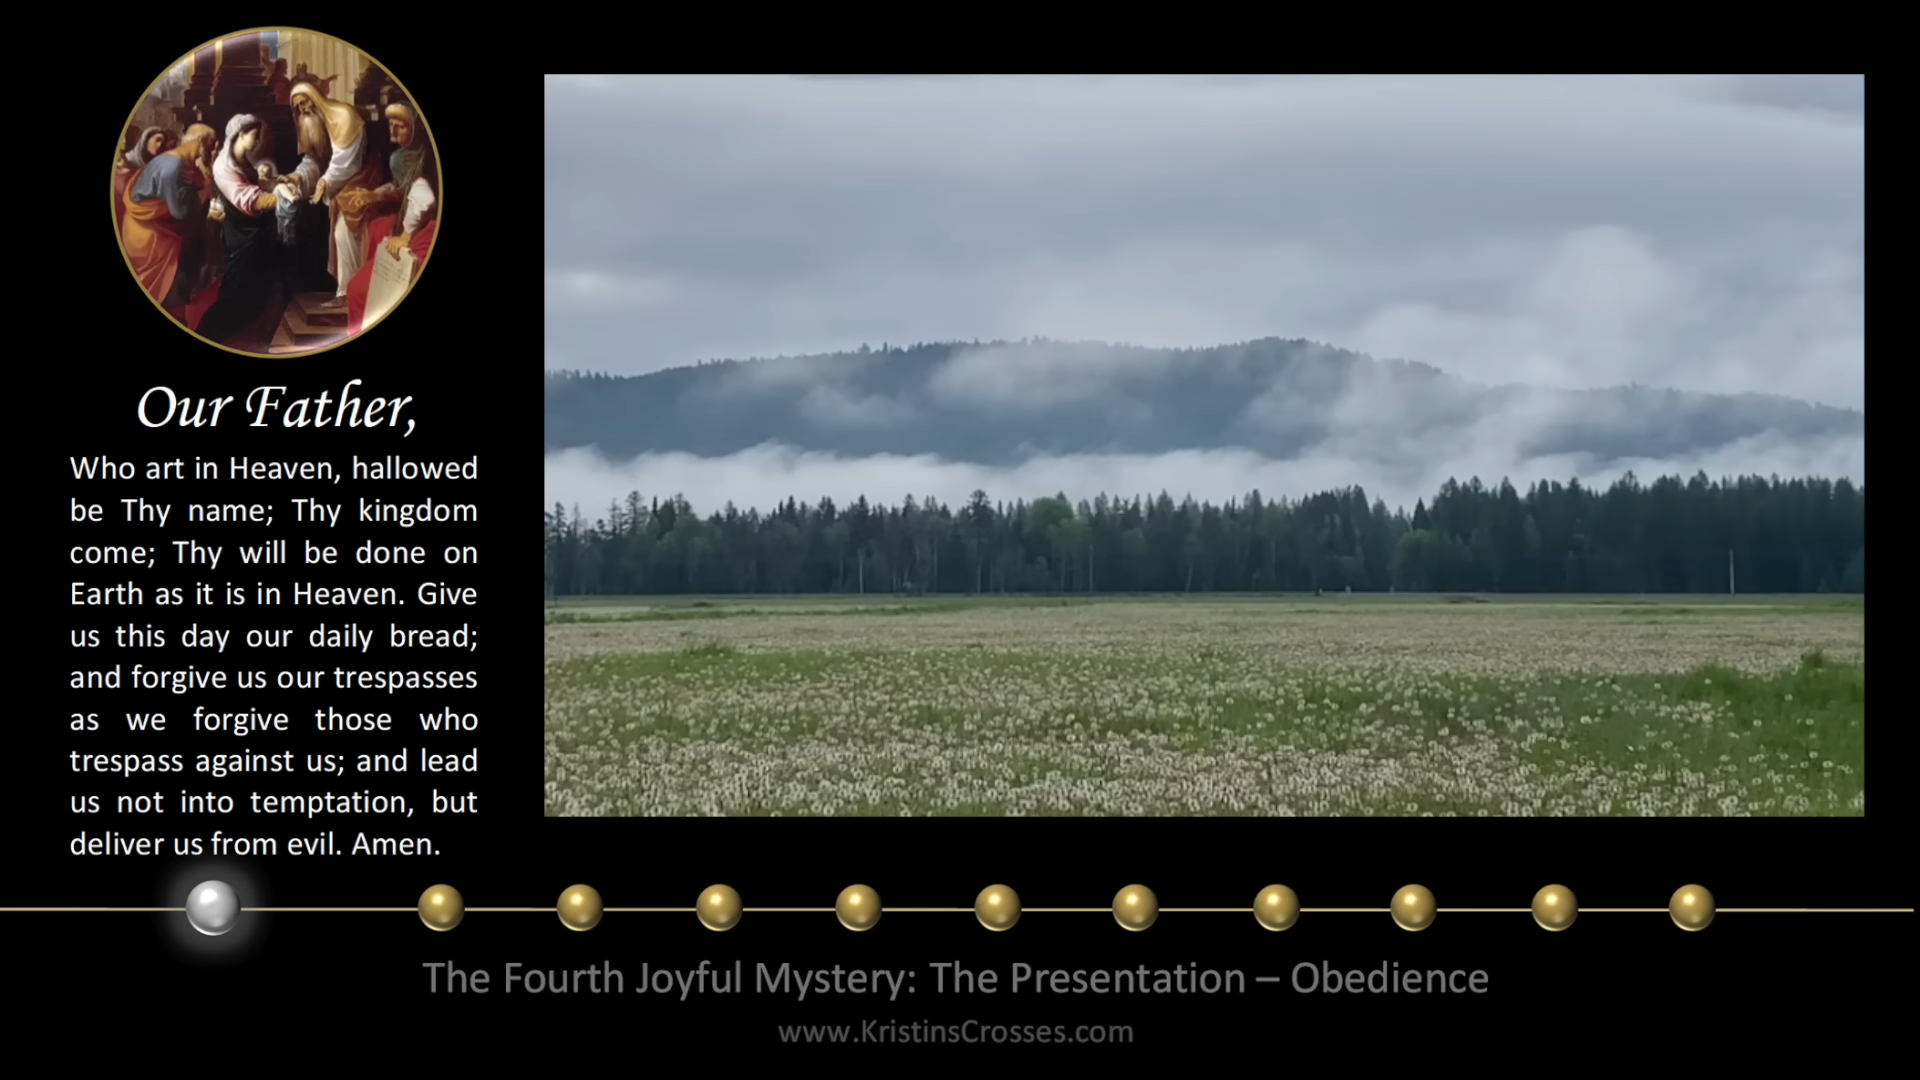 Our Father,
Who art in Heaven, hallowed
be Thy name; Thy kingdom
come; Thy will be done on
Earth as it is in Heaven. Give
us this day our daily bread;
and forgive us our trespasses
as we forgive those who
trespass against us; and lead
us not into temptation, but
deliver us from evil. Amen.
The Fourth Joyful Mystery: The Presentation – Obedience
www.KristinsCrosses.com